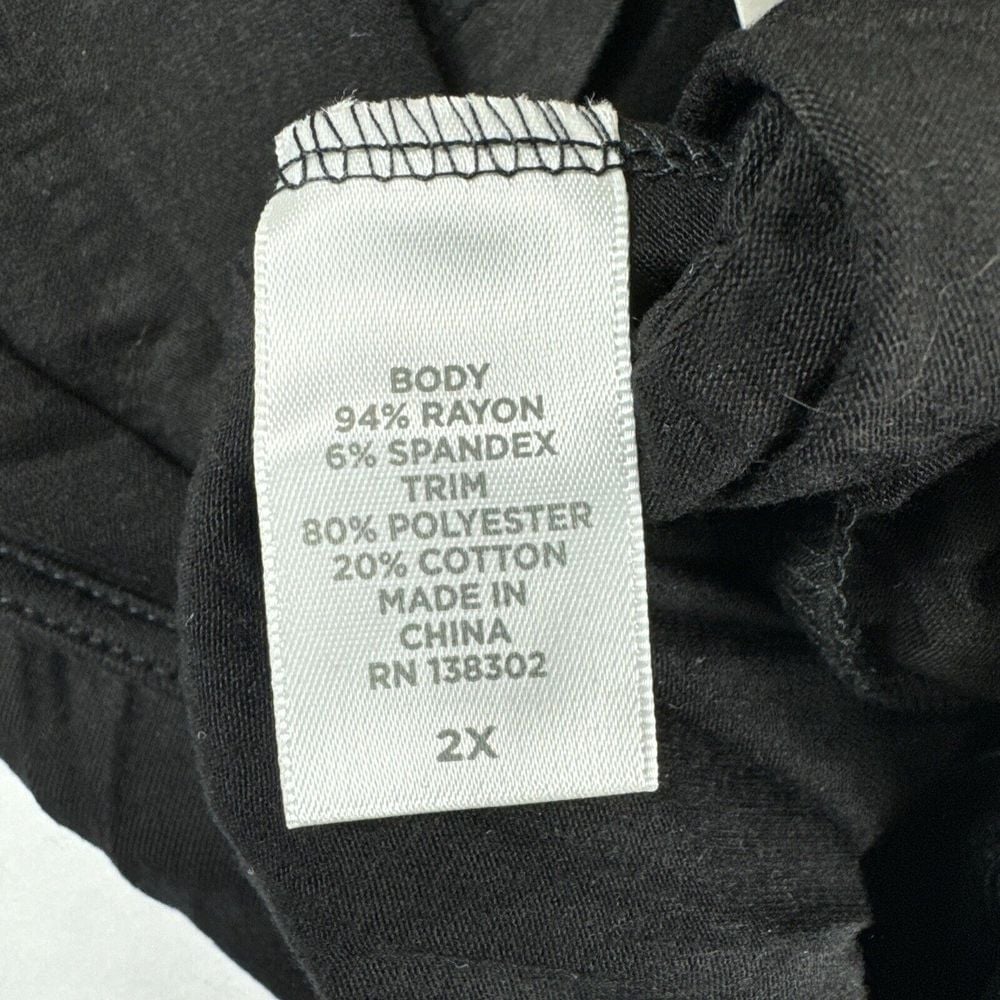 BODY
94% RAYON
6% SPANDEX
TRIM
80% POLYESTER
20% COTTON
MADE IN
CHINA
RN 138302
2X